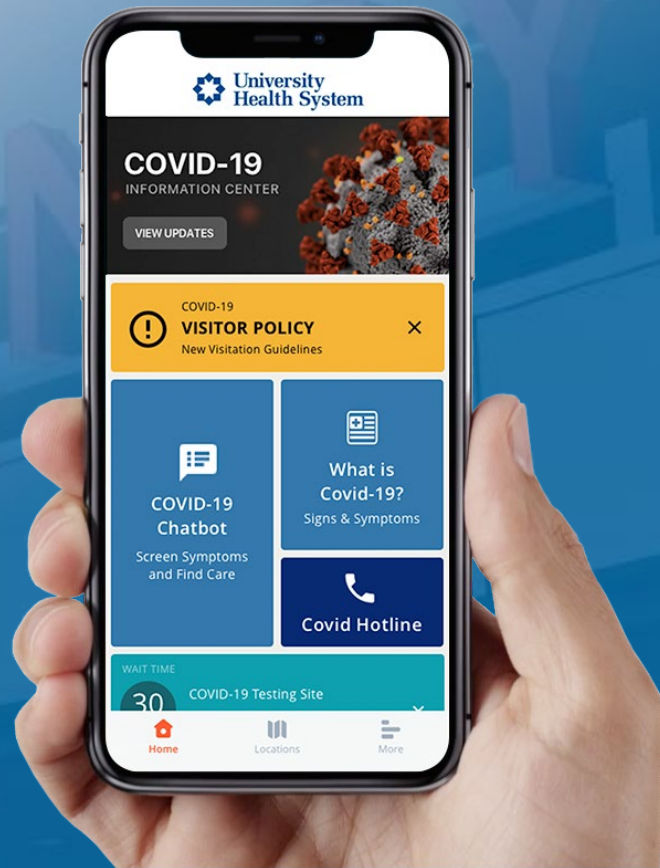 University
Health System
COVID-19
INFORMATION CENTER
VIEW UPDATES
COVID-19
VISITOR POLICY
New Visitation Guidelines
COVID-19
Chatbot
Screen Symptoms
and Find Care
What is
Covid-19?
Signs & Symptoms
Covid Hotline
WAIT TIME
30
COVID-19 Testing Site
Home
Locations
More